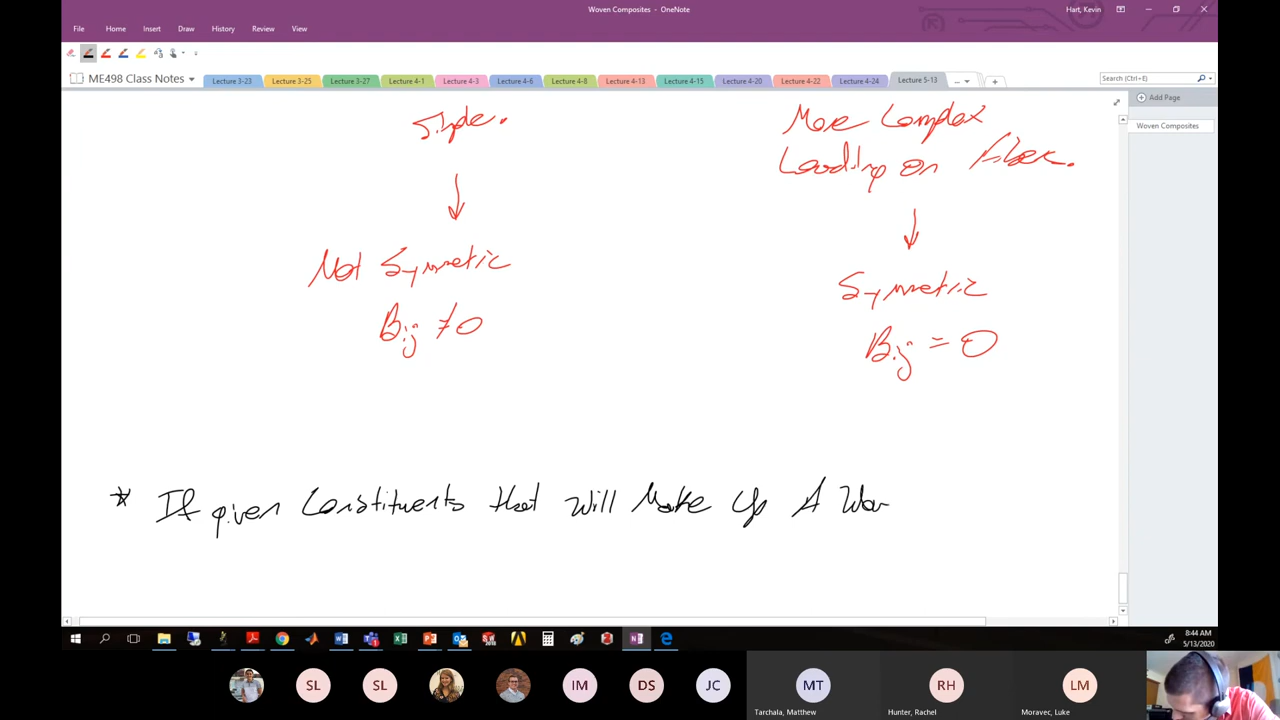 Woven Composites - OneNote
Hart, Kevin
File Home Insert Draw History Review View
ME498 Class Notes
Lecture 3-23 Lecture 3-25 Lecture 3-27 Lecture 4-1 Lecture 4-3 Lecture 4-6 Lecture 4-8 Lecture 4-13 Lecture 4-15 Lecture 4-20 Lecture 4-22 Lecture 4-24 Lecture 5-13
Search (Ctrl+E)
Add Page
Woven Composites
Simpler.
More Complex
Loading on Fiber.
Not Symmetric
Bij ≠ 0
Symmetric
Bij = 0
* If given Constituents that Will Make Up A Wov
8:44 AM
5/13/2020
SL SL IM DS JC MT RH LM
Tarchala, Matthew
Hunter, Rachel
Moravec, Luke